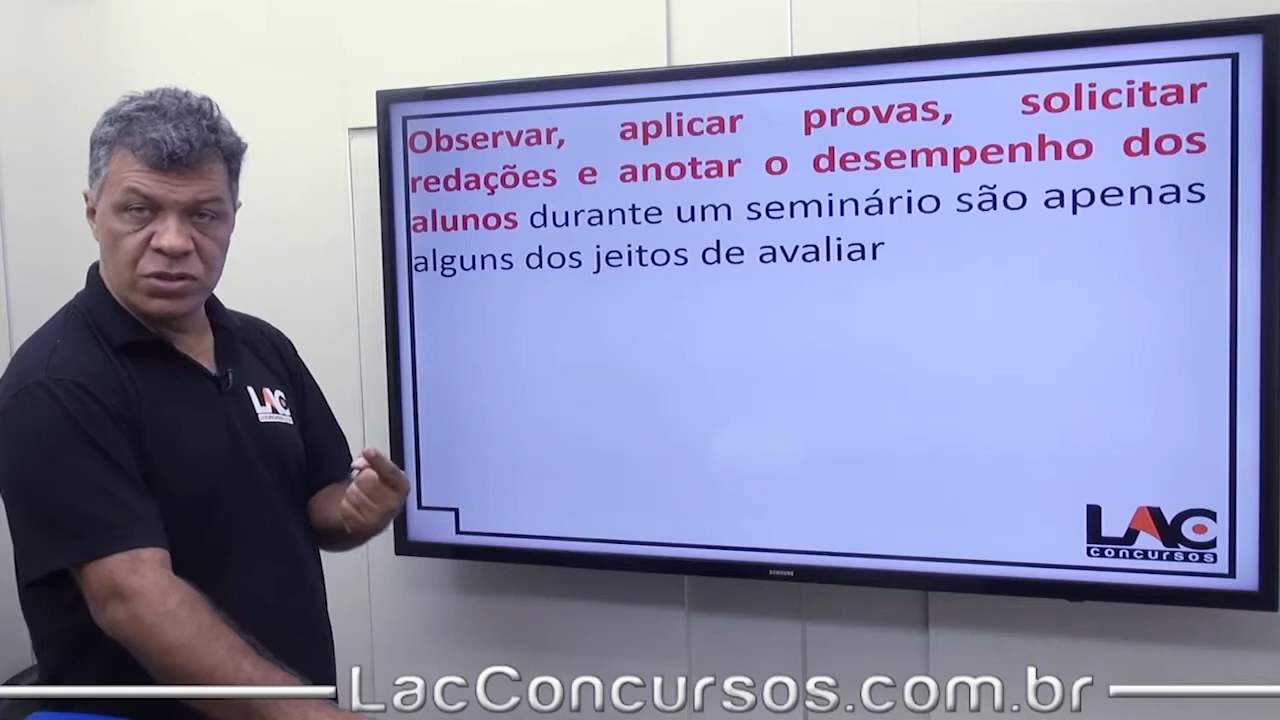 Observar, aplicar provas, solicitar
redações e anotar o desempenho dos
alunos durante um seminário são apenas
alguns dos jeitos de avaliar
LAC
LAC
concursos
SAMSUNG
LacConcursos.com.br